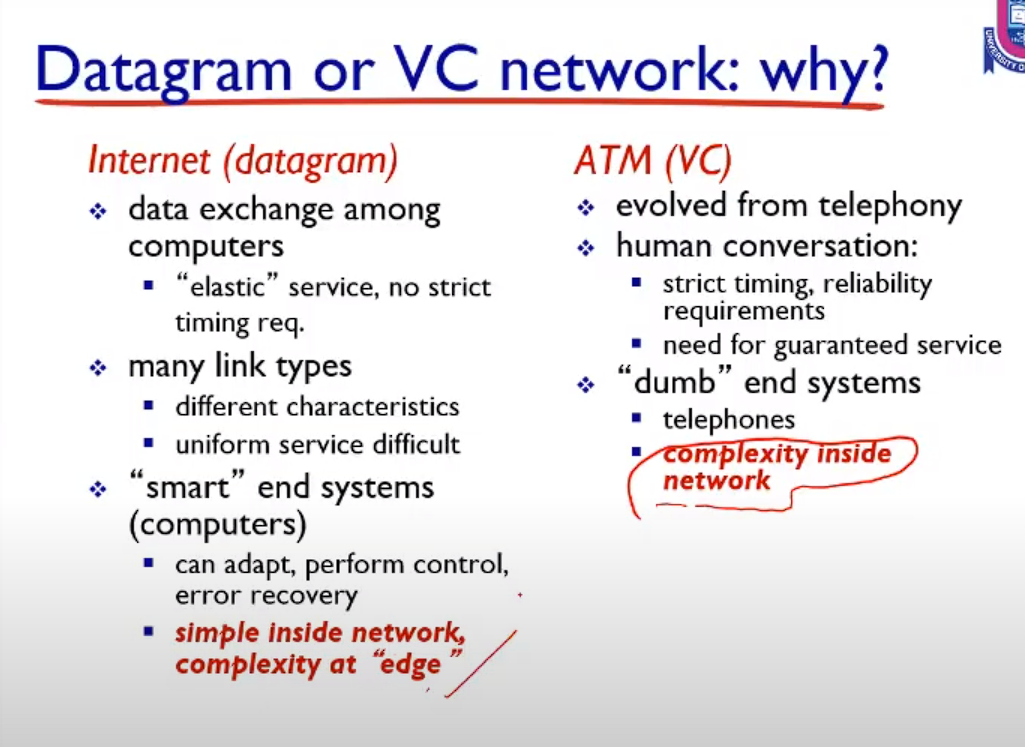 Datagram or VC network: why?
Internet (datagram)
❖ data exchange among
computers
▪ “elastic” service, no strict
timing req.
❖ many link types
▪ different characteristics
▪ uniform service difficult
❖ “smart” end systems
(computers)
▪ can adapt, perform control,
error recovery
▪ simple inside network,
complexity at “edge”
ATM (VC)
❖ evolved from telephony
❖ human conversation:
▪ strict timing, reliability
requirements
▪ need for guaranteed service
❖ “dumb” end systems
▪ telephones
▪ complexity inside
network
UNIVERSITY O